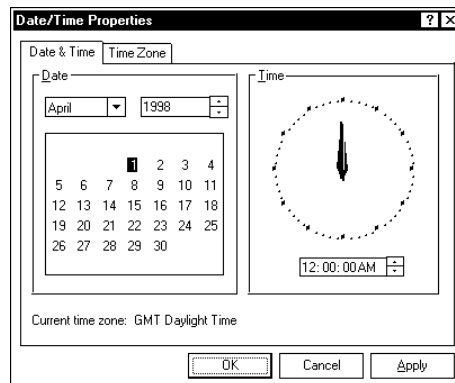 Date/Time Properties
Date & Time Time Zone
Date
April 1998
1 2 3 4
5 6 7 8 9 10 11
12 13 14 15 16 17 18
19 20 21 22 23 24 25
26 27 28 29 30
Time
12:00:00AM
Current time zone: GMT Daylight Time
OK Cancel Apply